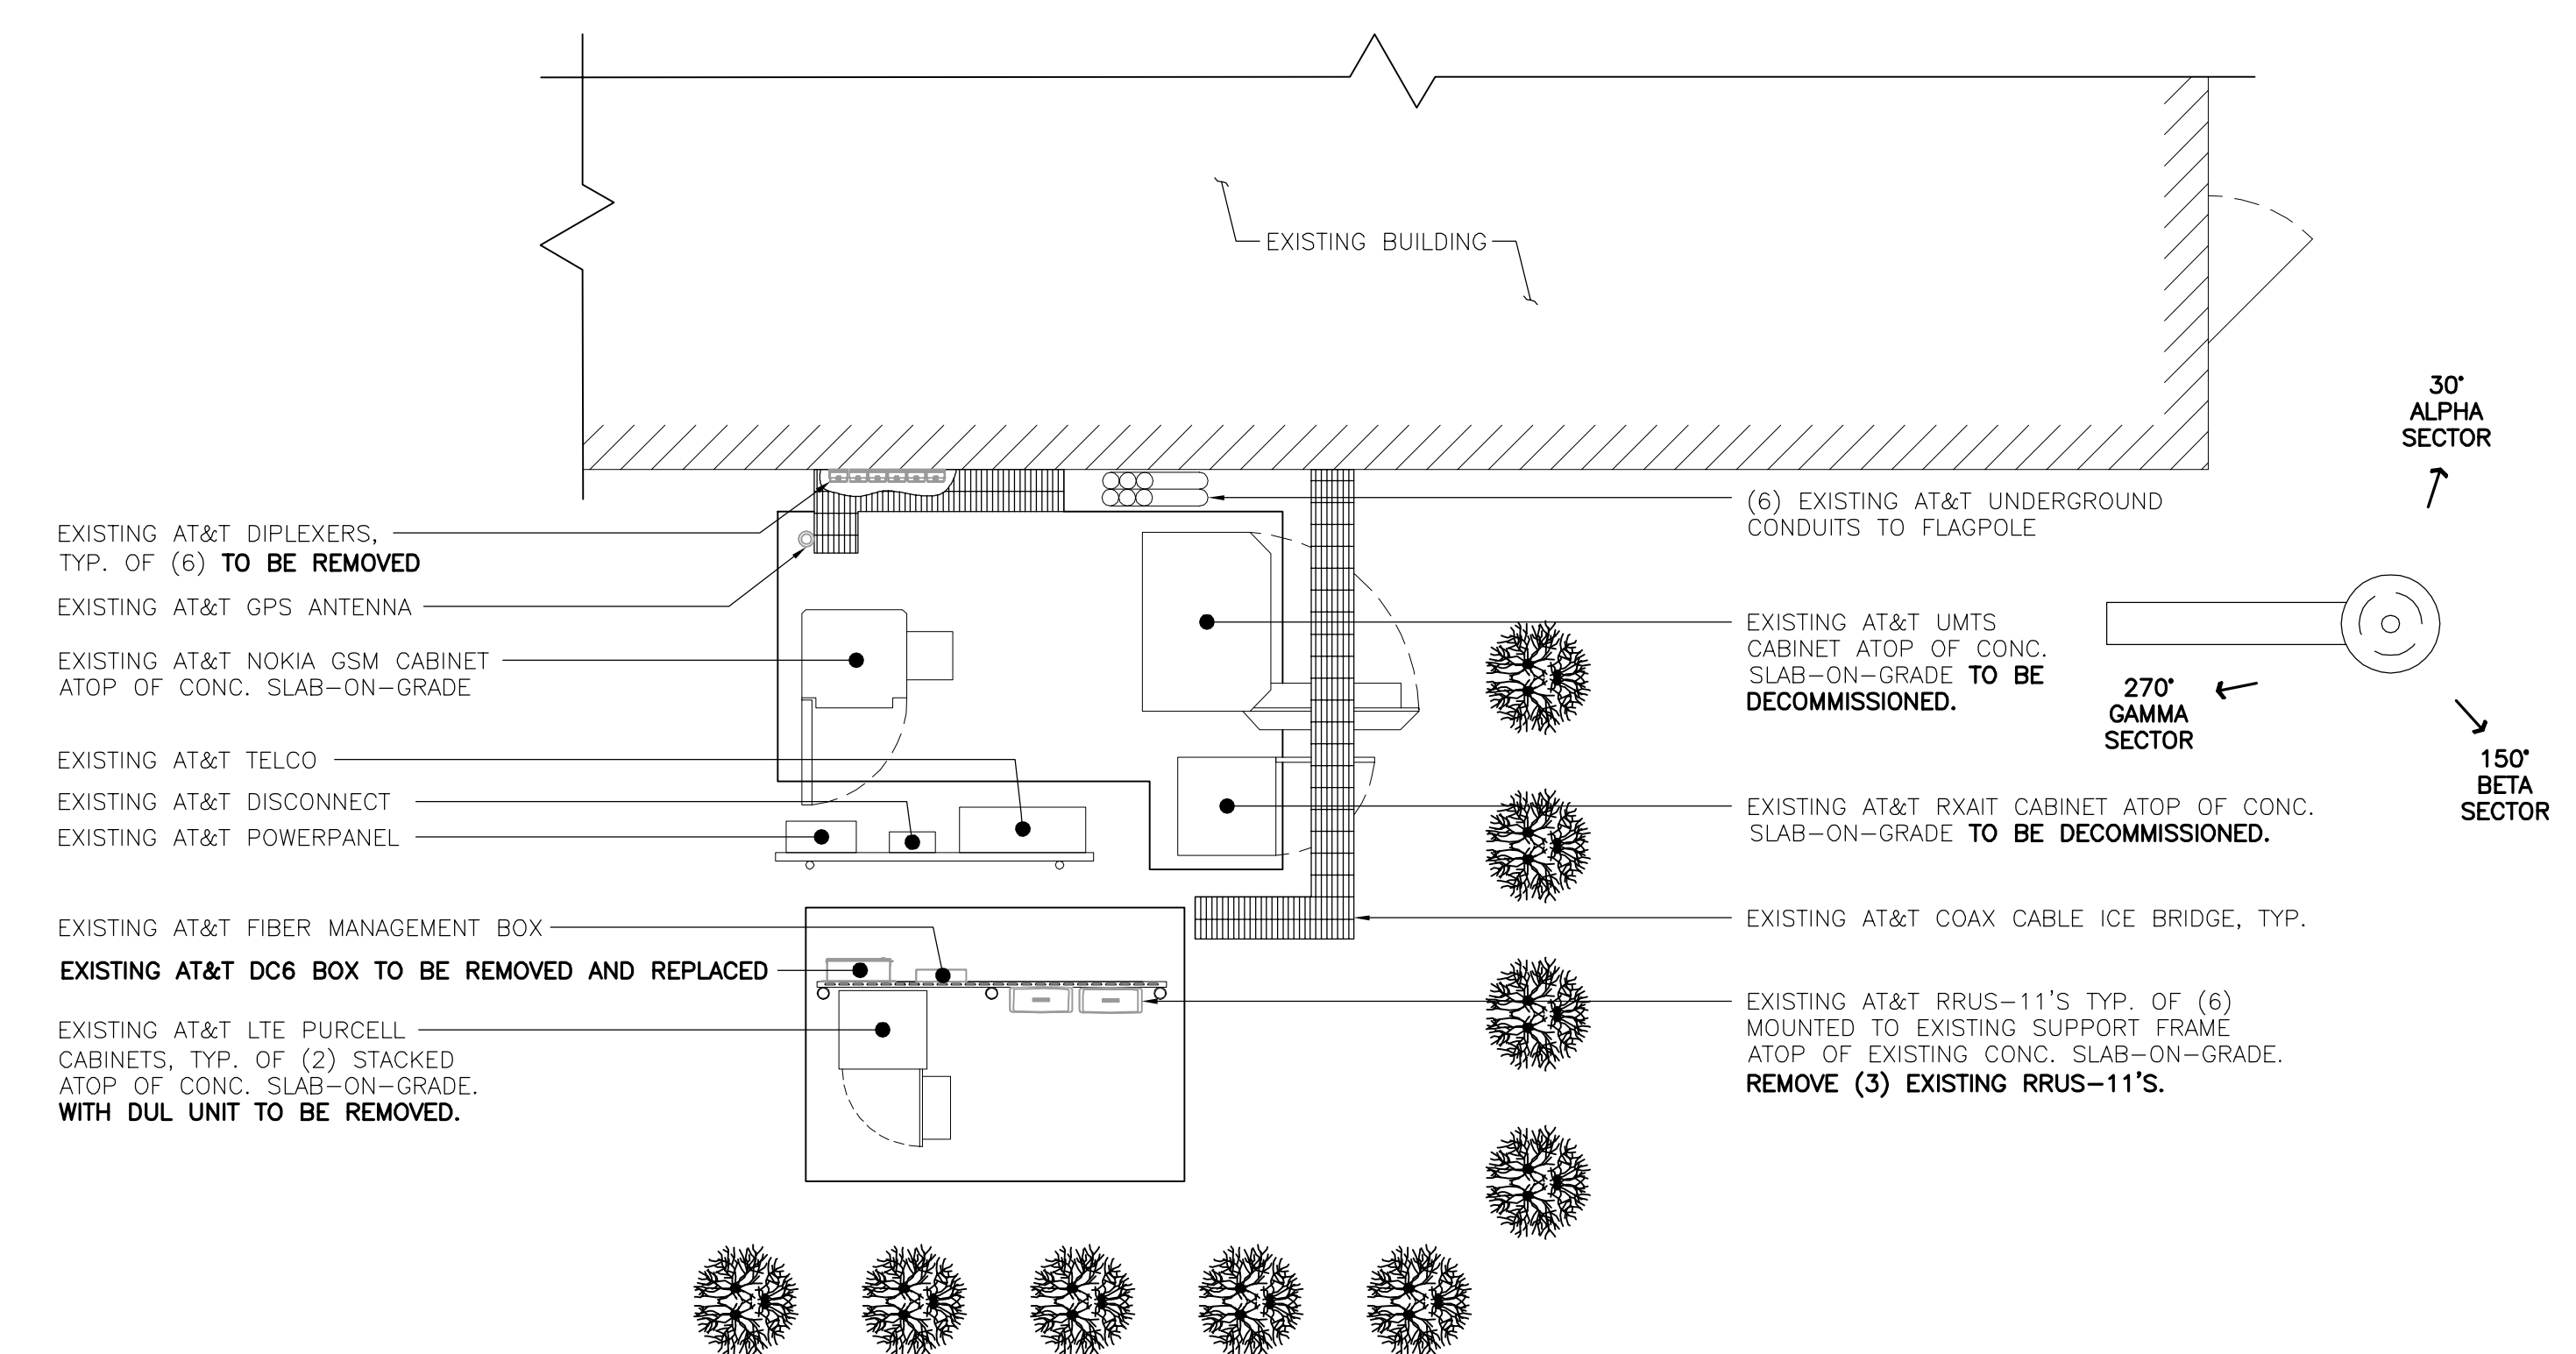 EXISTING BUILDING
30°
ALPHA
SECTOR
EXISTING AT&T DIPLEXERS,
TYP. OF (6) TO BE REMOVED
EXISTING AT&T GPS ANTENNA
EXISTING AT&T NOKIA GSM CABINET
ATOP OF CONC. SLAB-ON-GRADE
EXISTING AT&T TELCO
EXISTING AT&T DISCONNECT
EXISTING AT&T POWERPANEL
EXISTING AT&T FIBER MANAGEMENT BOX
EXISTING AT&T DC6 BOX TO BE REMOVED AND REPLACED
EXISTING AT&T LTE PURCELL
CABINETS, TYP. OF (2) STACKED
ATOP OF CONC. SLAB-ON-GRADE.
WITH DUL UNIT TO BE REMOVED.
(6) EXISTING AT&T UNDERGROUND
CONDUITS TO FLAGPOLE
EXISTING AT&T UMTS
CABINET ATOP OF CONC.
SLAB-ON-GRADE TO BE
DECOMMISSIONED.
270°
GAMMA
SECTOR
150°
BETA
SECTOR
EXISTING AT&T RXAIT CABINET ATOP OF CONC.
SLAB-ON-GRADE TO BE DECOMMISSIONED.
EXISTING AT&T COAX CABLE ICE BRIDGE, TYP.
EXISTING AT&T RRUS-11'S TYP. OF (6)
MOUNTED TO EXISTING SUPPORT FRAME
ATOP OF EXISTING CONC. SLAB-ON-GRADE.
REMOVE (3) EXISTING RRUS-11'S.